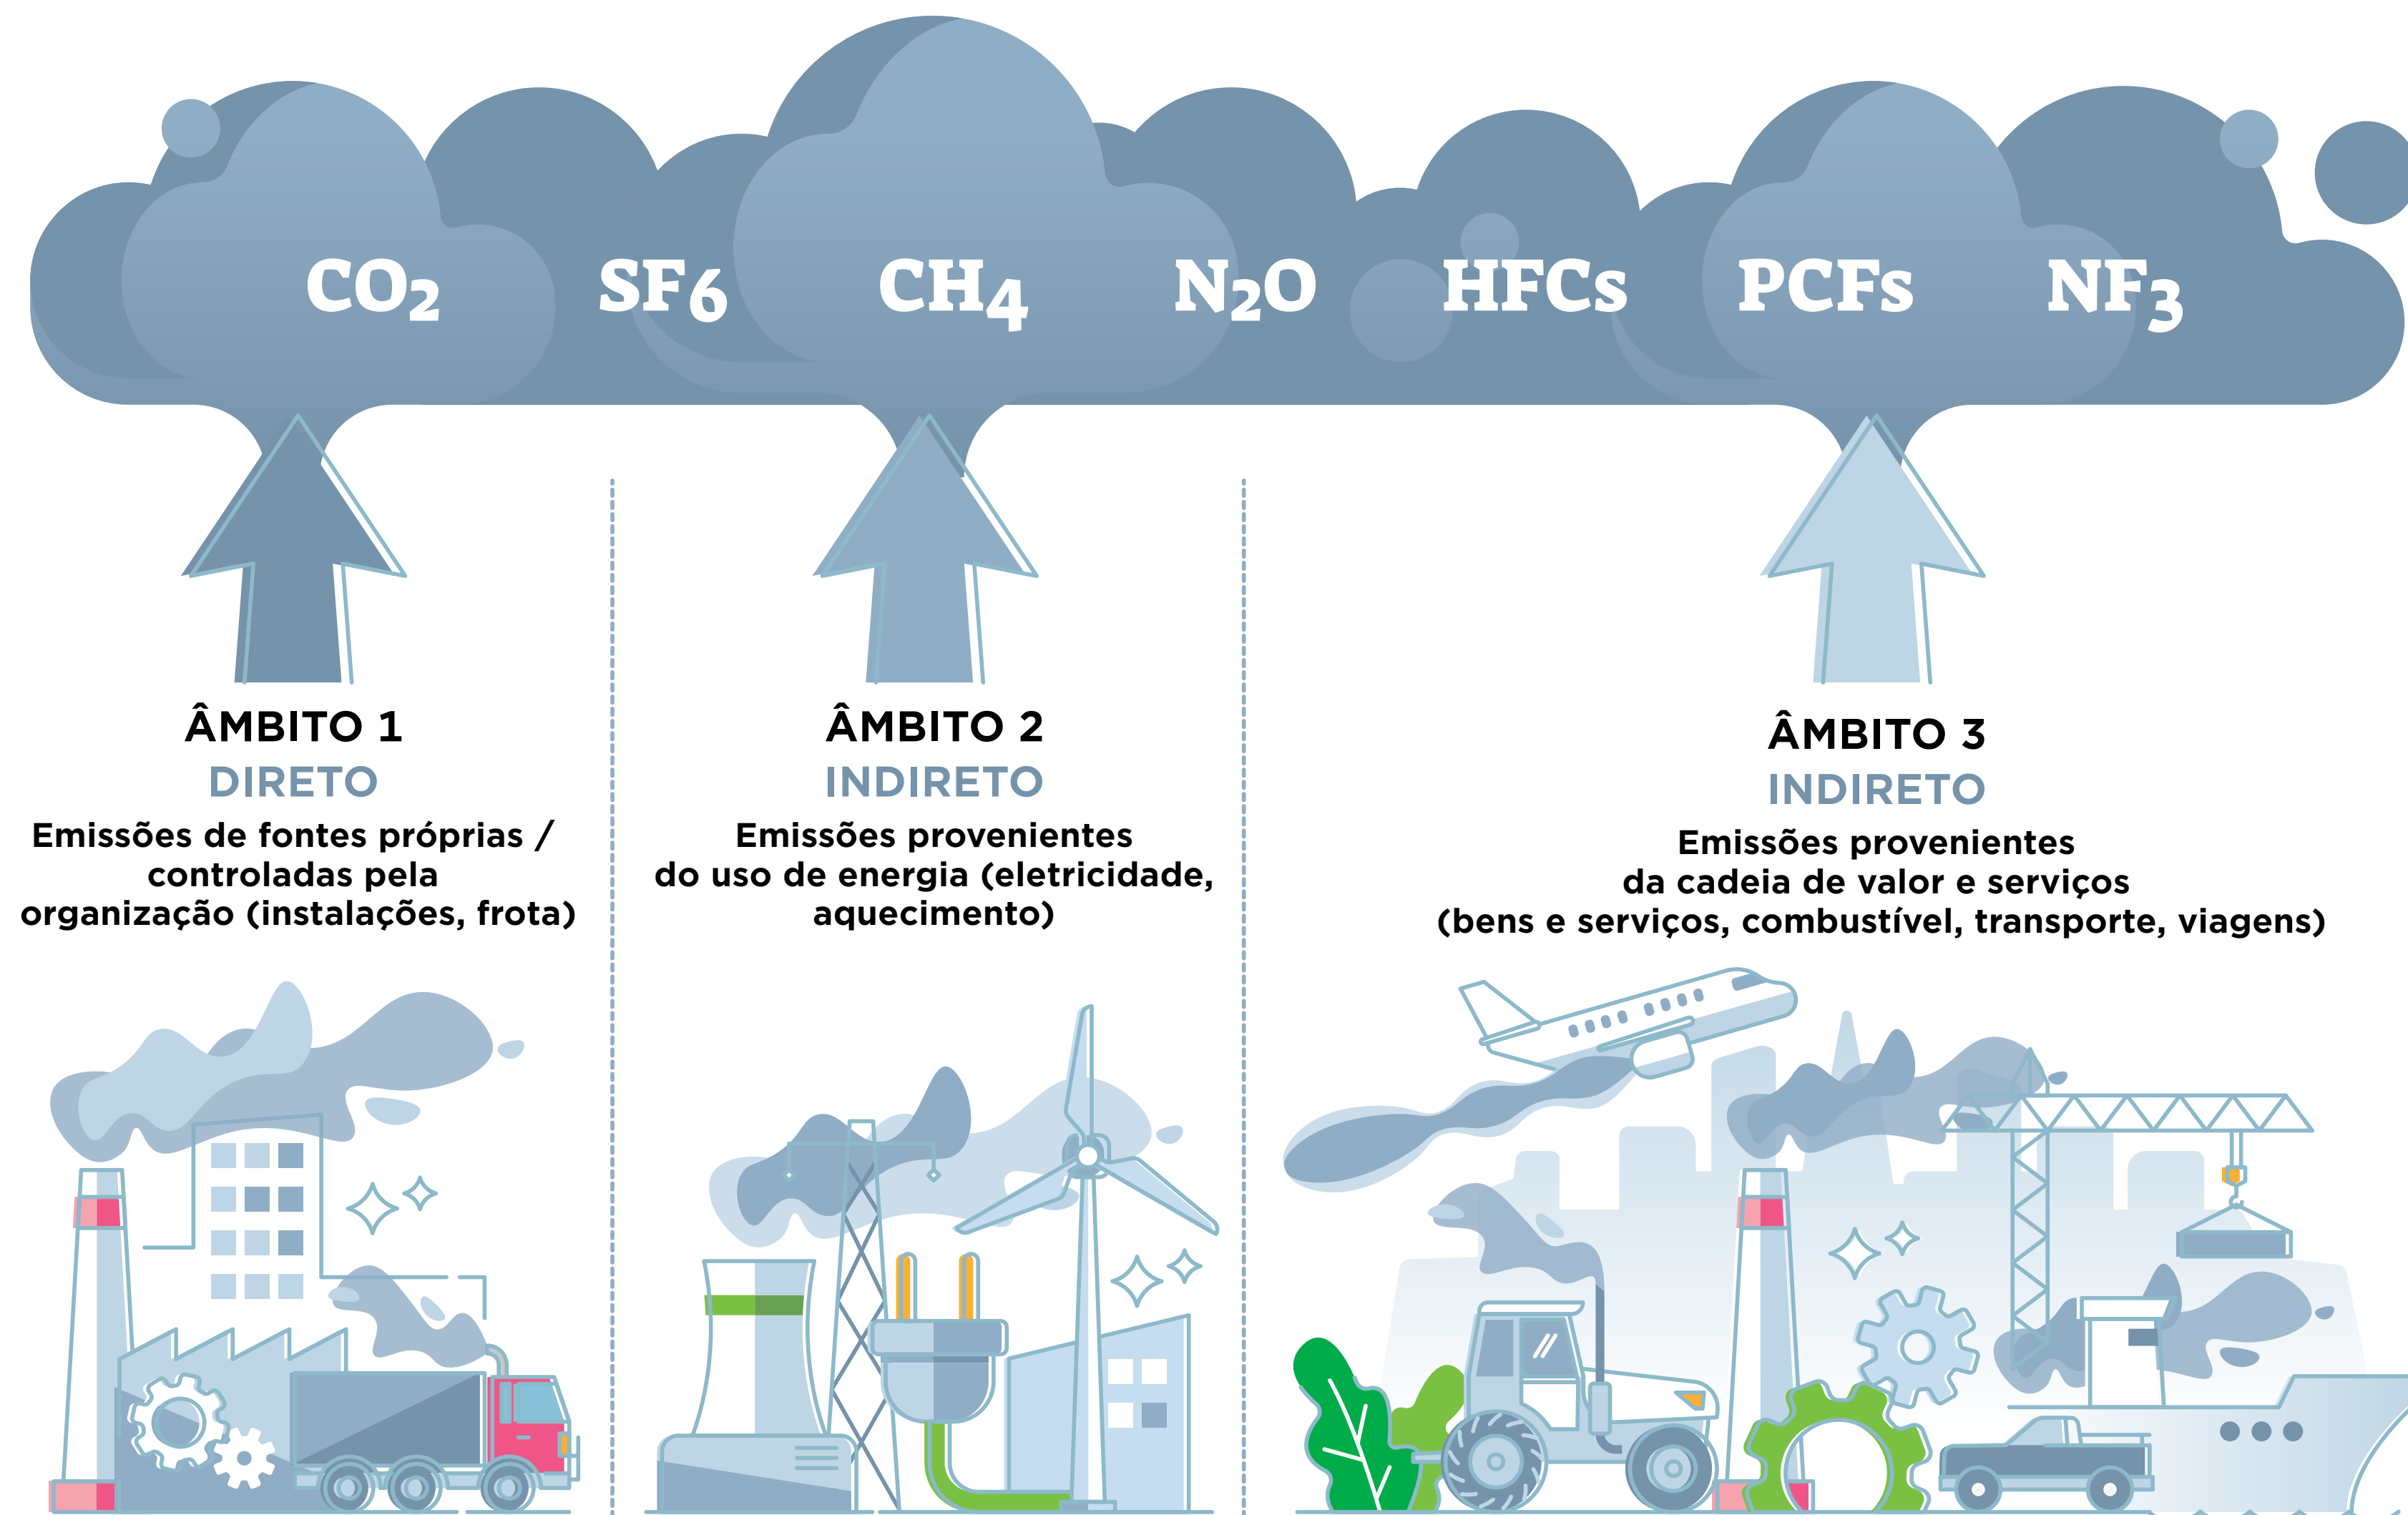 CO₂ SF₆ CH₄ N₂O HFCs PCFs NF₃
ÂMBITO 1
DIRETO
Emissões de fontes próprias /
controladas pela
organização (instalações, frota)
ÂMBITO 2
INDIRETO
Emissões provenientes
do uso de energia (eletricidade,
aquecimento)
ÂMBITO 3
INDIRETO
Emissões provenientes
da cadeia de valor e serviços
(bens e serviços, combustível, transporte, viagens)